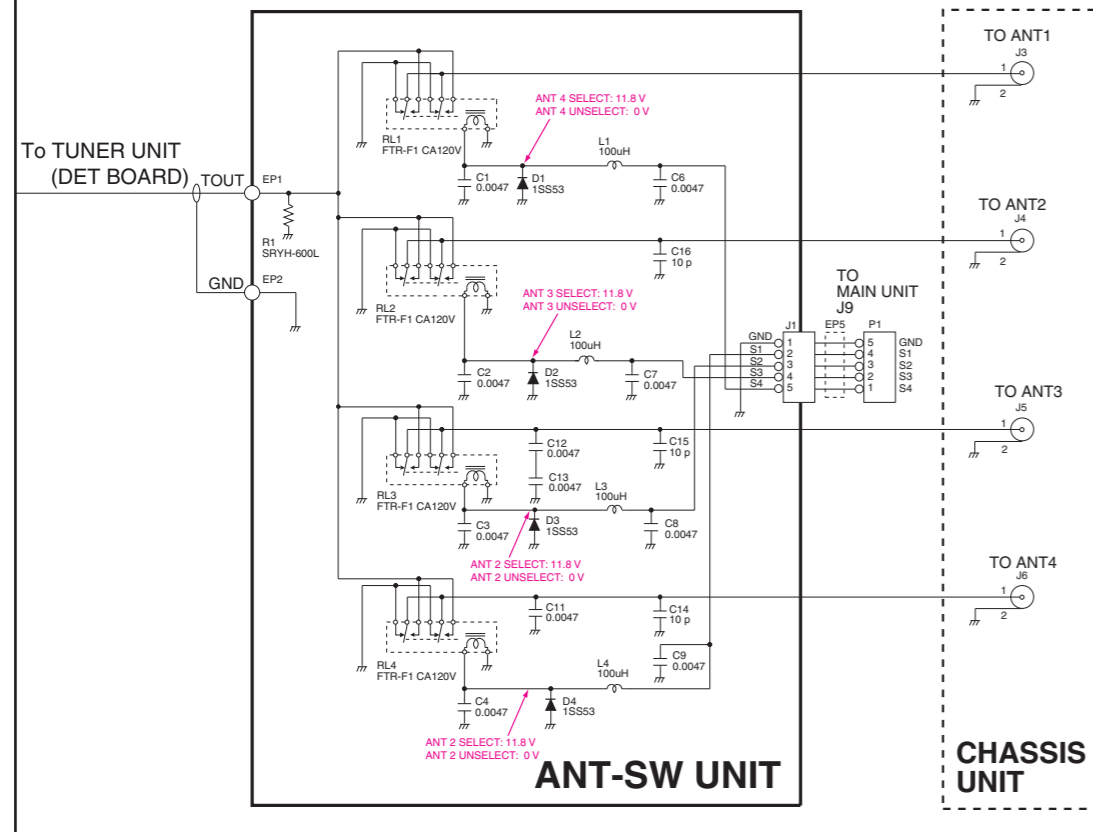 TO ANT1
J3
1
2
ANT 4 SELECT: 11.8 V
ANT 4 UNSELECT: 0 V
RL1
FTR-F1 CA120V
L1
100uH
C1
0.0047
D1
1SS53
C6
0.0047
To TUNER UNIT
(DET BOARD)
TOUT
EP1
R1
SRYH-600L
GND
EP2
TO ANT2
J4
1
2
C16
10 p
RL2
FTR-F1 CA120V
ANT 3 SELECT: 11.8 V
ANT 3 UNSELECT: 0 V
L2
100uH
C2
0.0047
D2
1SS53
C7
0.0047
TO
MAIN UNIT
J9
J1
EP5
P1
GND 1 5 GND
S1 2 4 S1
S2 3 3 S2
S3 4 2 S3
S4 5 1 S4
TO ANT3
J5
1
2
C12
0.0047
C15
10 p
C13
0.0047
RL3
FTR-F1 CA120V
L3
100uH
C3
0.0047
D3
1SS53
C8
0.0047
ANT 2 SELECT: 11.8 V
ANT 2 UNSELECT: 0 V
TO ANT4
J6
1
2
C11
0.0047
C14
10 p
RL4
FTR-F1 CA120V
L4
100uH
C9
0.0047
C4
0.0047
D4
1SS53
ANT 2 SELECT: 11.8 V
ANT 2 UNSELECT: 0 V
ANT-SW UNIT
CHASSIS
UNIT